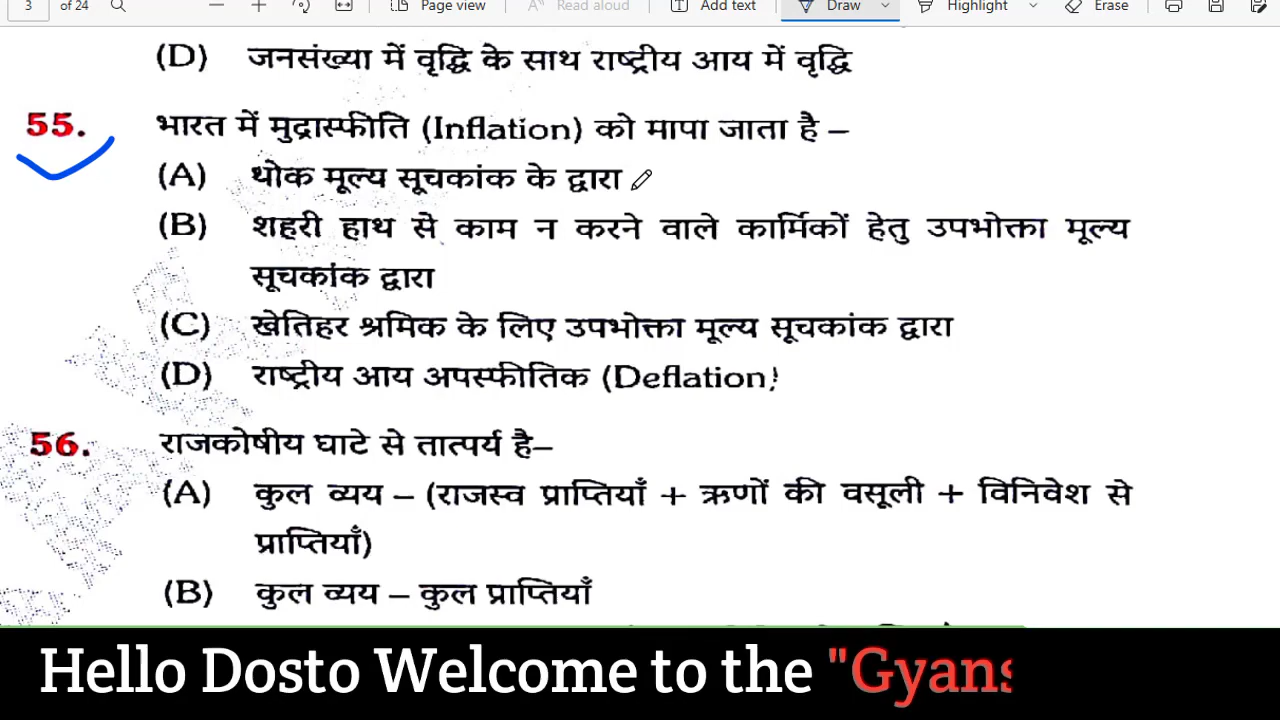 3 of 24 Page view Read aloud Add text Draw Highlight Erase
(D) जनसंख्या में वृद्धि के साथ राष्ट्रीय आय में वृद्धि
55. भारत में मुद्रास्फीति (Inflation) को मापा जाता है –
(A) थोक मूल्य सूचकांक के द्वारा
(B) शहरी हाथ से काम न करने वाले कार्मिकों हेतु उपभोक्ता मूल्य
सूचकांक द्वारा
(C) खेतिहर श्रमिक के लिए उपभोक्ता मूल्य सूचकांक द्वारा
(D) राष्ट्रीय आय अपस्फीतिक (Deflation)
56. राजकोषीय घाटे से तात्पर्य है–
(A) कुल व्यय – (राजस्व प्राप्तियाँ + ऋणों की वसूली + विनिवेश से
प्राप्तियाँ)
(B) कुल व्यय – कुल प्राप्तियाँ
Hello Dosto Welcome to the "Gyans